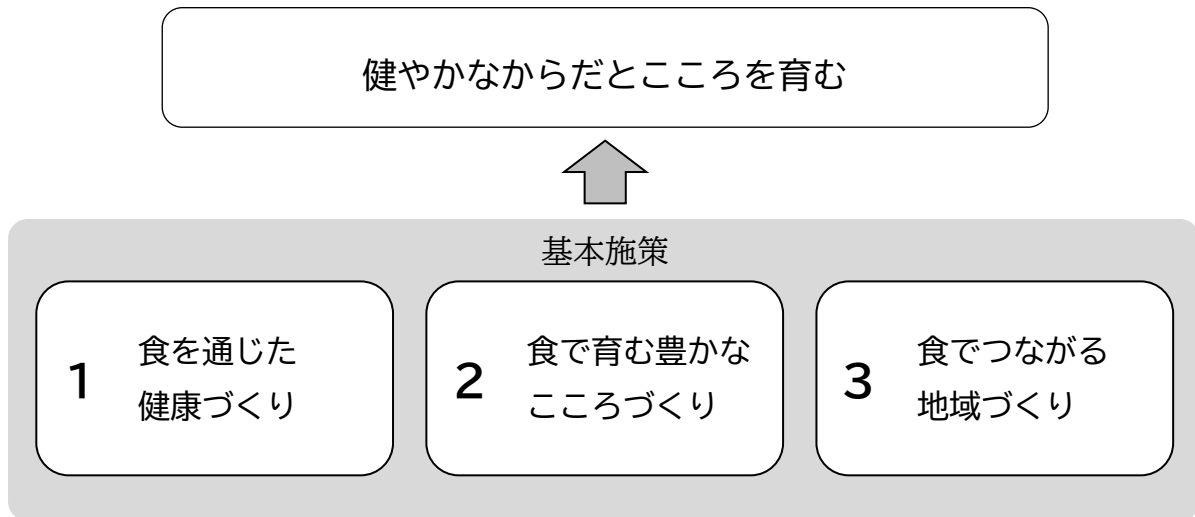 健やかなからだとこころを育む
基本施策
1
食を通じた
健康づくり
2
食で育む豊かな
こころづくり
3
食でつながる
地域づくり